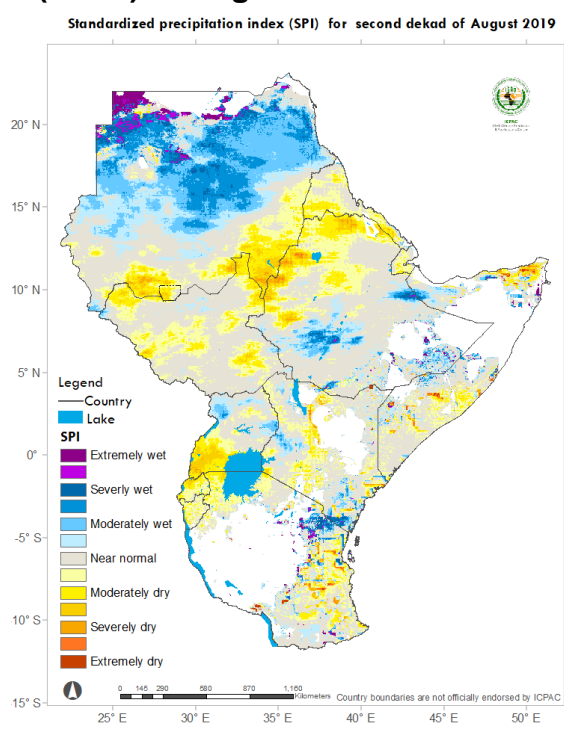 Standardized precipitation index (SPI) for second dekad of August 2019
ICPAC
20° N
15° N
10° N
5° N
0°
-5° S
10° S
15° S
25° E
30° E
35° E
40° E
45° E
50° E
Legend
Country
Lake
SPI
Extremely wet
Severly wet
Moderately wet
Near normal
Moderately dry
Severely dry
Extremely dry
0 145 290 580 870 1,160
Kilometers
Country boundaries are not officially endorsed by ICPAC